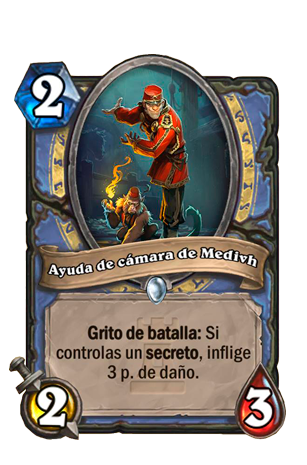 2
Ayuda de cámara de Medivh
Grito de batalla: Si
controlas un secreto, inflige
3 p. de daño.
2
3